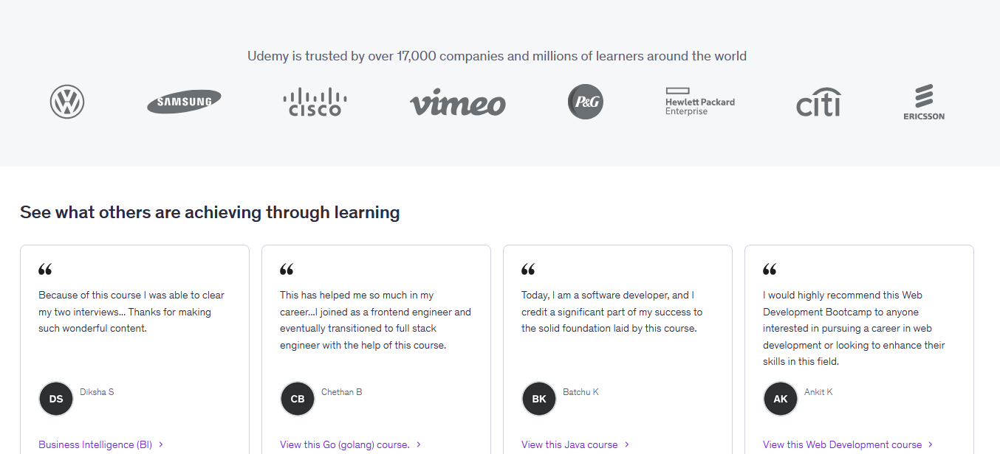 Udemy is trusted by over 17,000 companies and millions of learners around the world
SAMSUNG
cisco
vimeo
P&G
Hewlett Packard
Enterprise
citi
ERICSSON
See what others are achieving through learning
“
Because of this course I was able to clear
my two interviews... Thanks for making
such wonderful content.
DS
Diksha S
Business Intelligence (BI)
“
This has helped me so much in my
career...I joined as a frontend engineer and
eventually transitioned to full stack
engineer with the help of this course.
CB
Chethan B
View this Go (golang) course.
“
Today, I am a software developer, and I
credit a significant part of my success to
the solid foundation laid by this course.
BK
Batchu K
View this Java course
“
I would highly recommend this Web
Development Bootcamp to anyone
interested in pursuing a career in web
development or looking to enhance their
skills in this field.
AK
Ankit K
View this Web Development course